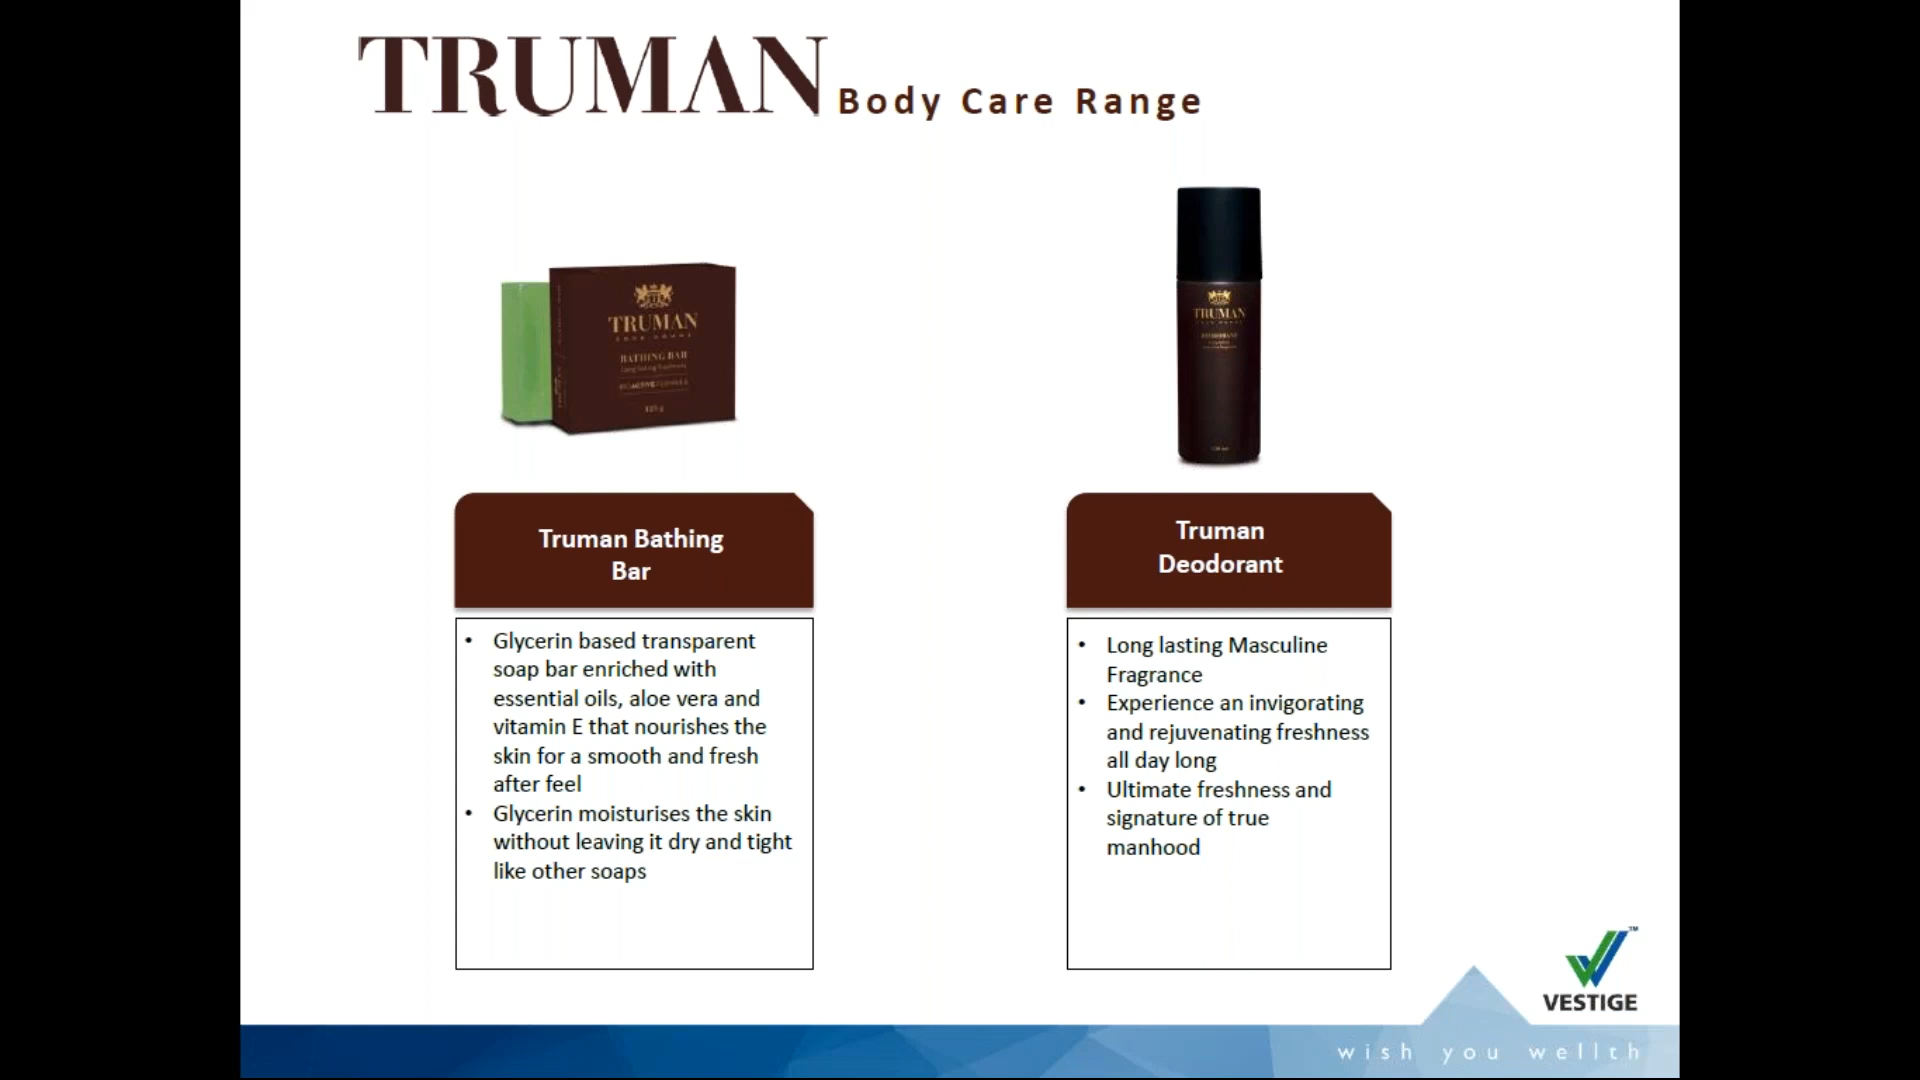 TRUMAN Body Care Range
TRUMAN
BATHING BAR
TRUMAN
Truman Bathing
Bar
• Glycerin based transparent
soap bar enriched with
essential oils, aloe vera and
vitamin E that nourishes the
skin for a smooth and fresh
after feel
• Glycerin moisturises the skin
without leaving it dry and tight
like other soaps
Truman
Deodorant
• Long lasting Masculine
Fragrance
• Experience an invigorating
and rejuvenating freshness
all day long
• Ultimate freshness and
signature of true
manhood
TM
VESTIGE
wish you wellth